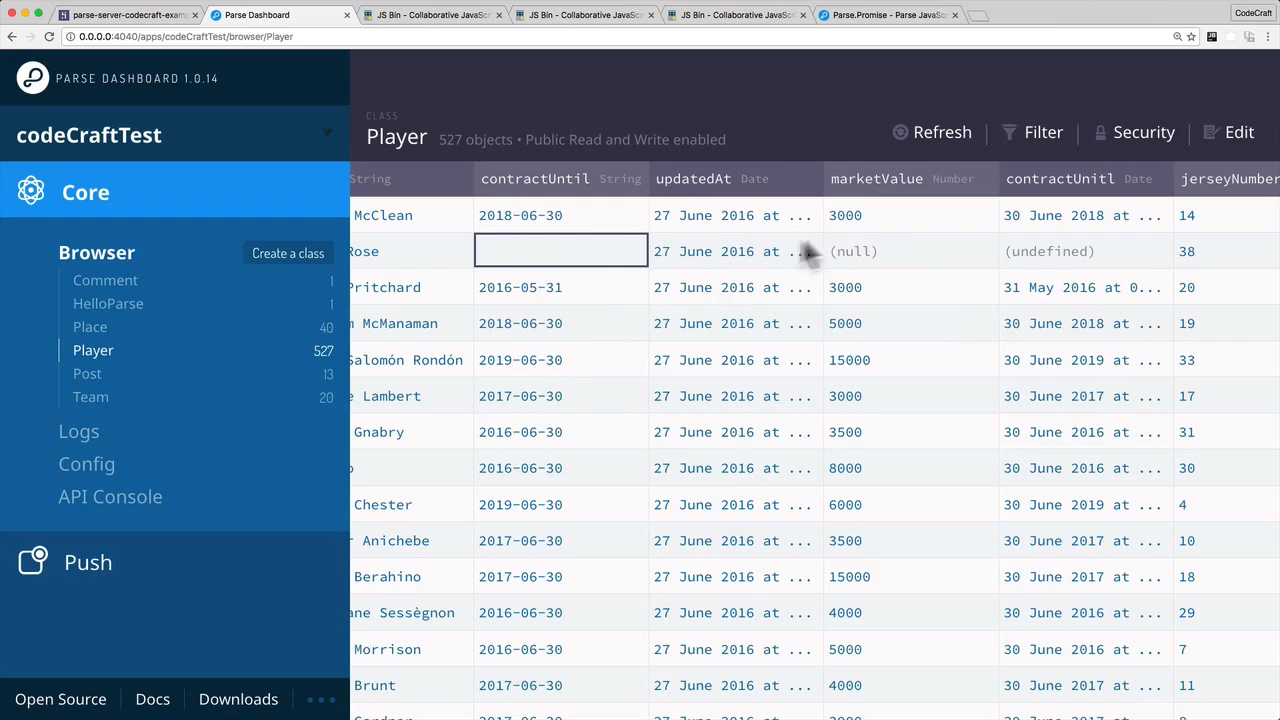 parse-server-codecraft-examp
Parse Dashboard
JS Bin - Collaborative JavaSc
JS Bin - Collaborative JavaSc
JS Bin - Collaborative JavaSc
Parse.Promise - Parse JavaSc
CodeCraft
0.0.0.0:4040/apps/codeCraftTest/browser/Player
PARSE DASHBOARD 1.0.14
codeCraftTest
Core
Browser
Create a class
Comment 1
HelloParse 1
Place 40
Player 527
Post 13
Team 20
Logs
Config
API Console
Push
Open Source
Docs
Downloads
CLASS
Player 527 objects • Public Read and Write enabled
Refresh
Filter
Security
Edit
String contractUntil String updatedAt Date marketValue Number contractUnitl Date jerseyNumber
McClean 2018-06-30 27 June 2016 at ... 3000 30 June 2018 at ... 14
Rose 27 June 2016 at ... (null) (undefined) 38
Pritchard 2016-05-31 27 June 2016 at ... 3000 31 May 2016 at 0... 20
McManaman 2018-06-30 27 June 2016 at ... 5000 30 June 2018 at ... 19
Salomón Rondón 2019-06-30 27 June 2016 at ... 15000 30 June 2019 at ... 33
Lambert 2017-06-30 27 June 2016 at ... 3000 30 June 2017 at ... 17
Gnabry 2016-06-30 27 June 2016 at ... 3500 30 June 2016 at ... 31
2016-06-30 27 June 2016 at ... 8000 30 June 2016 at ... 30
Chester 2019-06-30 27 June 2016 at ... 6000 30 June 2019 at ... 4
Anichebe 2017-06-30 27 June 2016 at ... 3500 30 June 2017 at ... 10
Berahino 2017-06-30 27 June 2016 at ... 15000 30 June 2017 at ... 18
ane Sessègnon 2016-06-30 27 June 2016 at ... 4000 30 June 2016 at ... 29
Morrison 2017-06-30 27 June 2016 at ... 5000 30 June 2017 at ... 7
Brunt 2017-06-30 27 June 2016 at ... 4000 30 June 2017 at ... 11